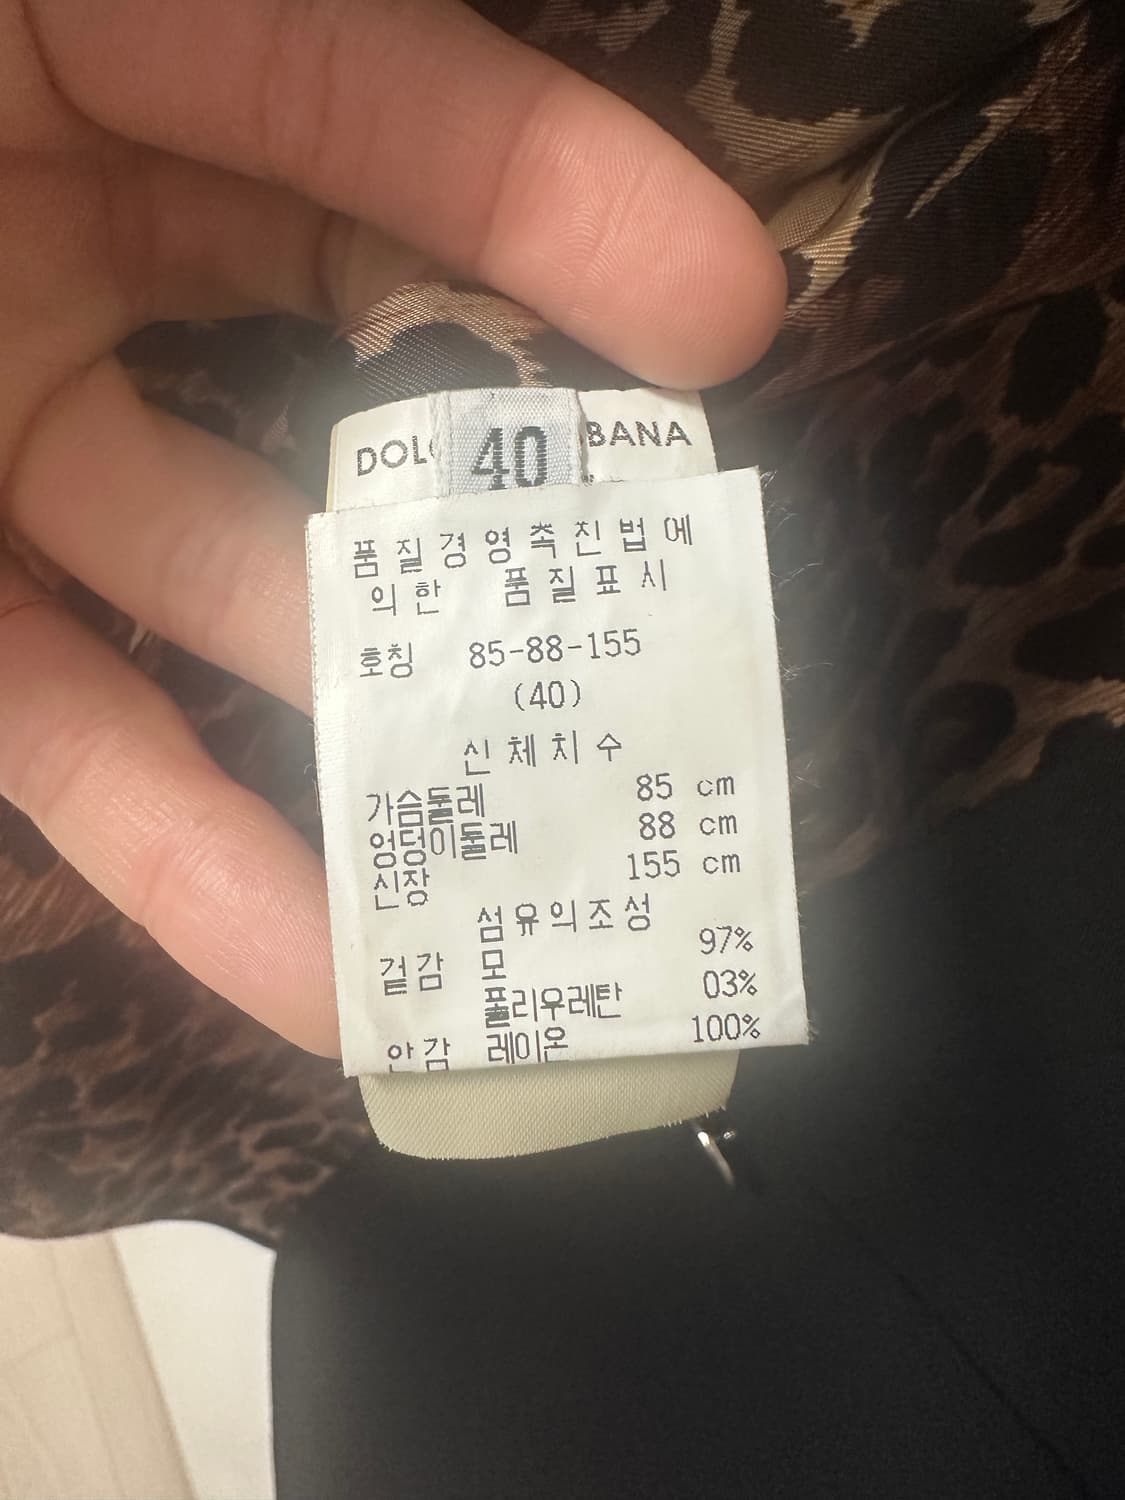 DOL 40 BBANA
품질경영촉진법에
의한 품질표시
호칭 85-88-155
(40)
신체치수
가슴둘레 85 cm
엉덩이둘레 88 cm
신장 155 cm
섬유의조성
겉감 모 97%
폴리우레탄 03%
안감 레이온 100%